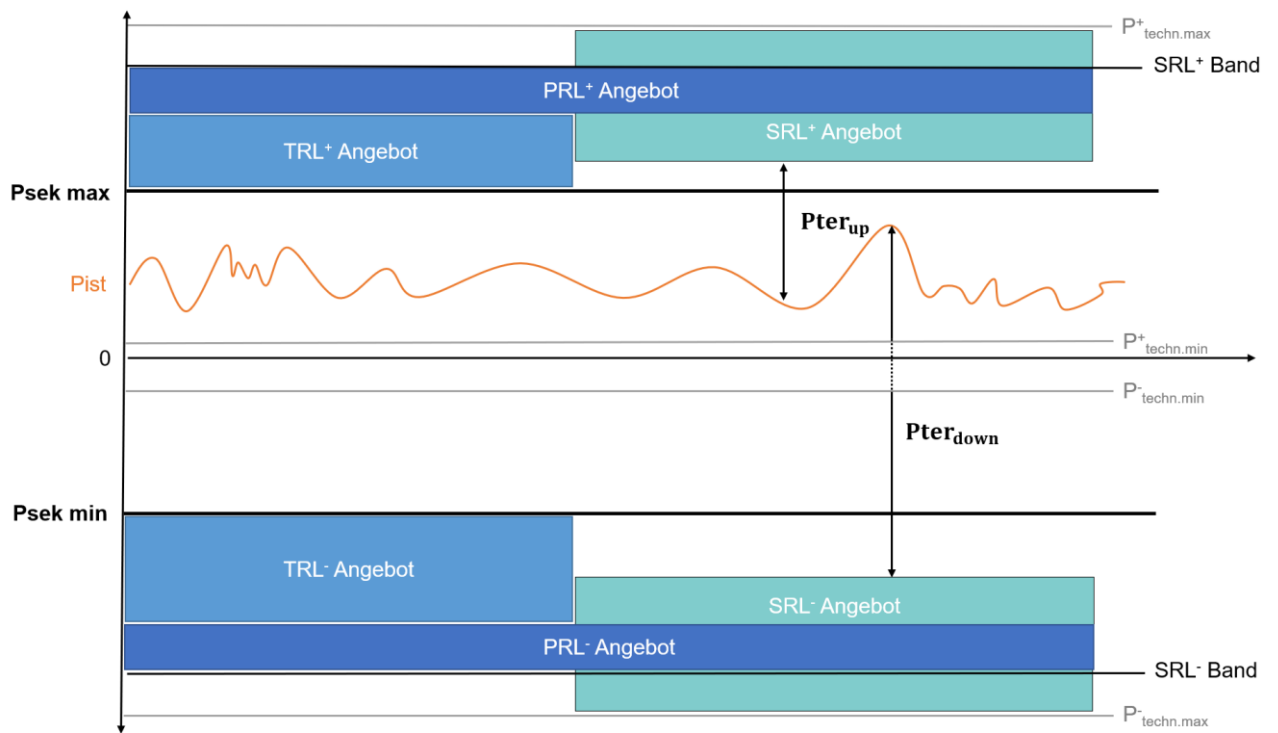 P⁺techn.max
SRL⁺ Band
PRL⁺ Angebot
SRL⁺ Angebot
TRL⁺ Angebot
Psek max
Pterup
Pist
P⁺techn.min
0
P⁻techn.min
Pterdown
Psek min
TRL⁻ Angebot
SRL⁻ Angebot
PRL⁻ Angebot
SRL⁻ Band
P⁻techn.max